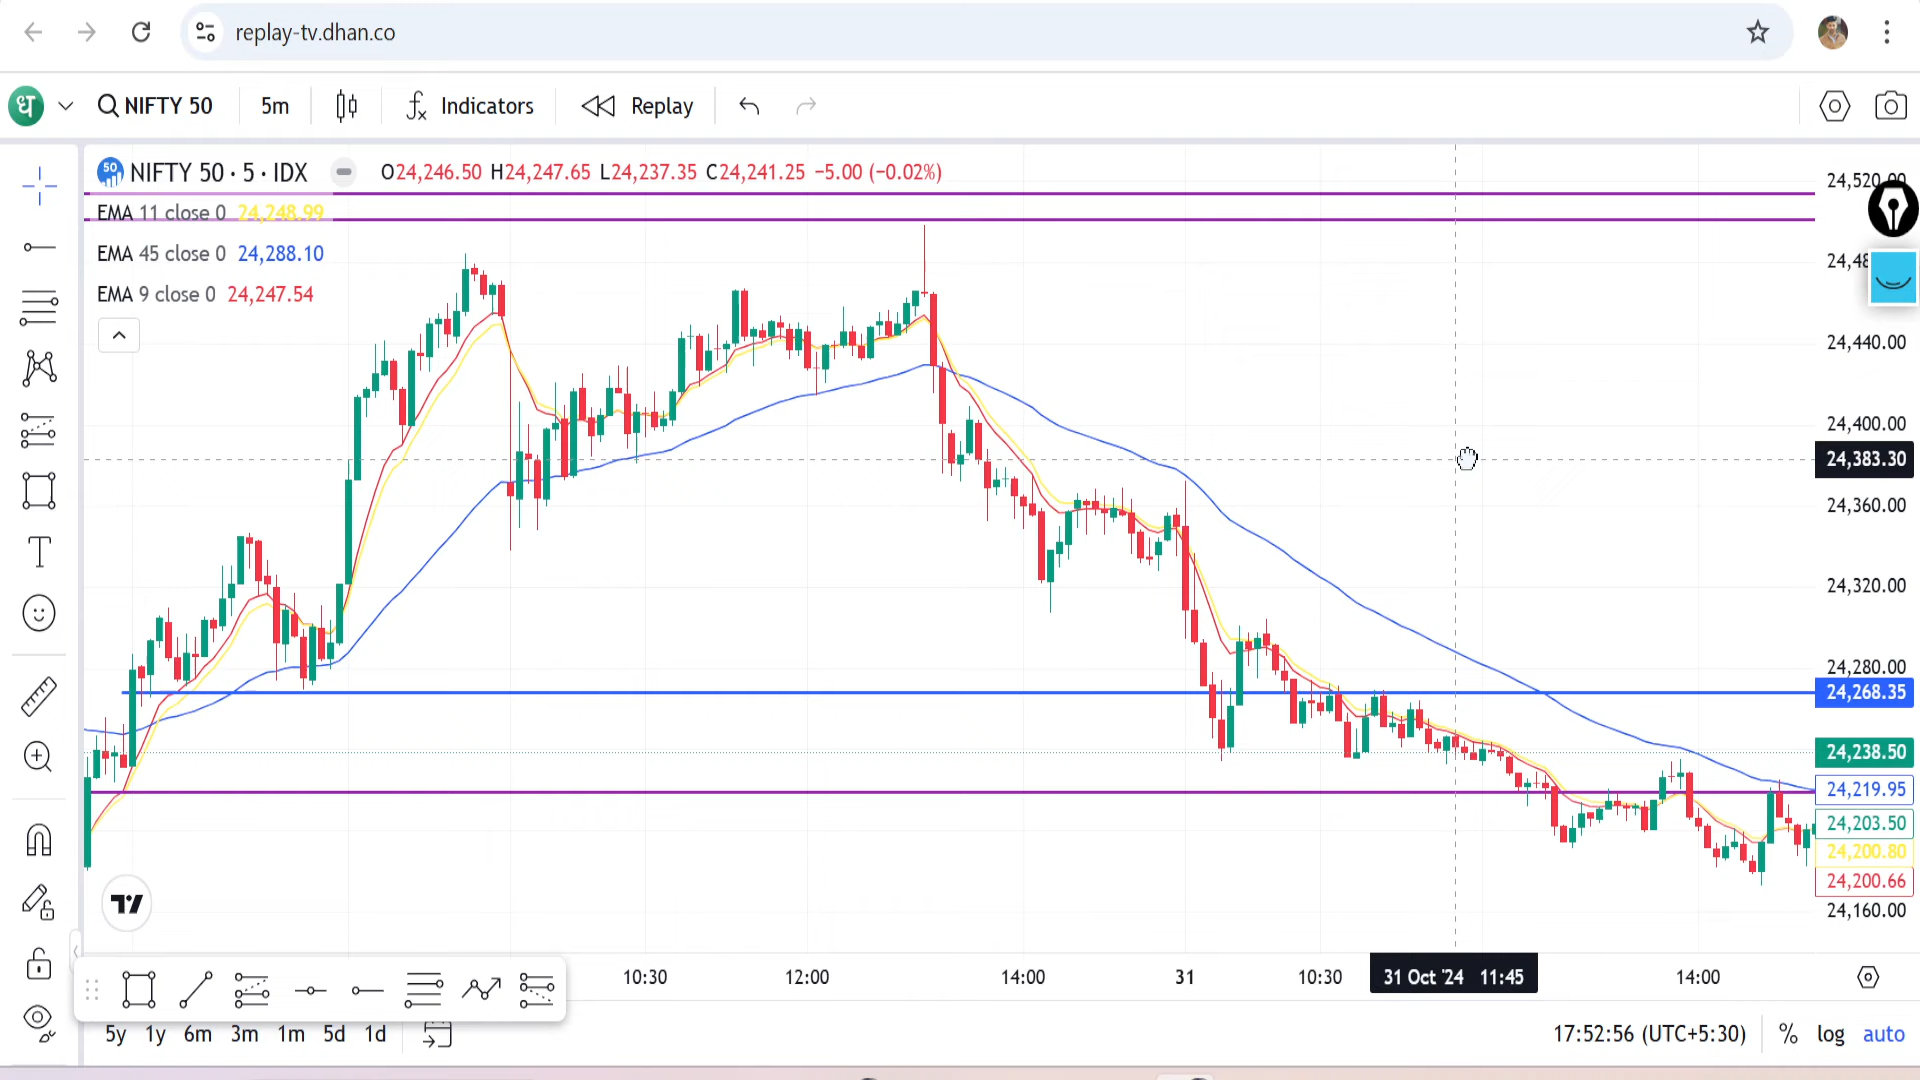 replay-tv.dhan.co
ध NIFTY 50 5m Indicators Replay
50 NIFTY 50 · 5 · IDX O24,246.50 H24,247.65 L24,237.35 C24,241.25 −5.00 (−0.02%)
EMA 11 close 0 24,248.99
EMA 45 close 0 24,288.10
EMA 9 close 0 24,247.54
24,520.00
24,48
24,440.00
24,400.00
24,383.30
24,360.00
24,320.00
24,280.00
24,268.35
24,238.50
24,219.95
24,203.50
24,200.80
24,200.66
24,160.00
10:30 12:00 14:00 31 10:30 31 Oct '24 11:45 14:00
5y 1y 6m 3m 1m 5d 1d 17:52:56 (UTC+5:30) % log auto